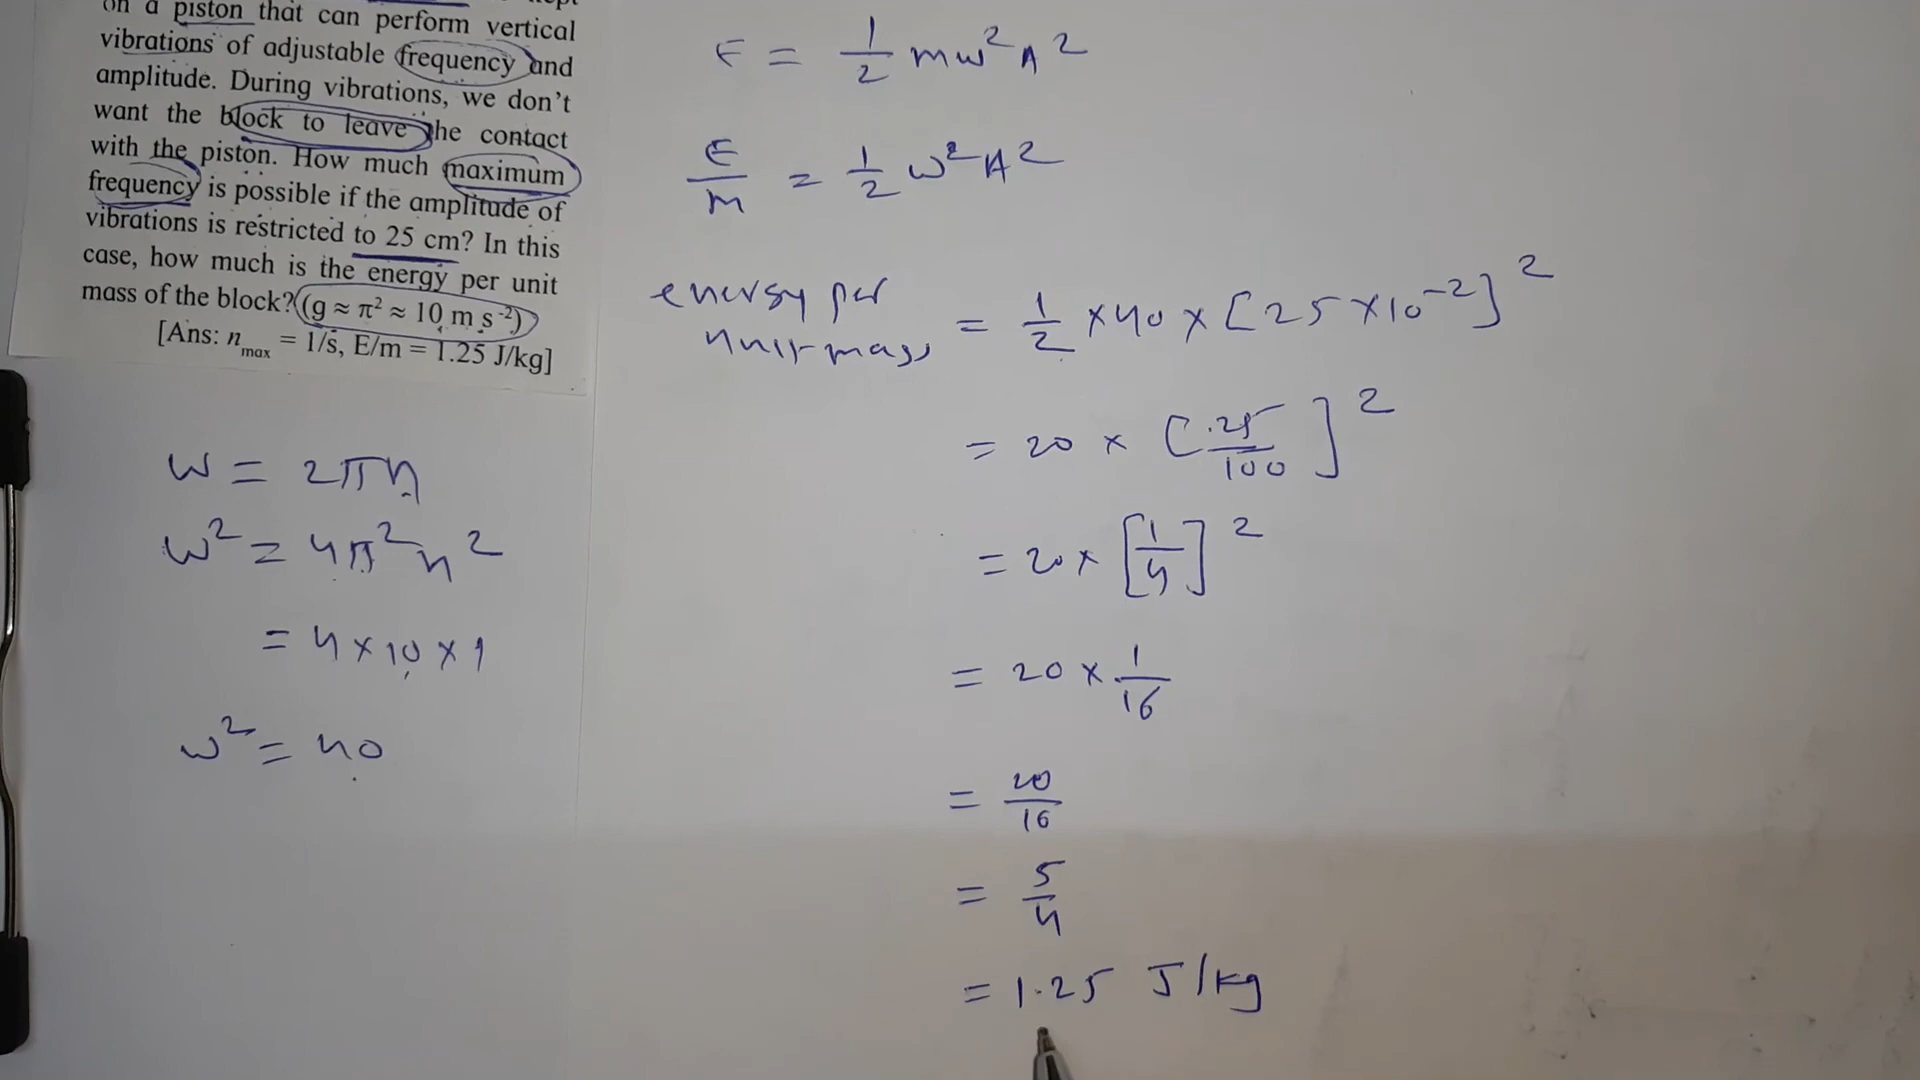 on a piston that can perform vertical
vibrations of adjustable frequency and
amplitude. During vibrations, we don't
want the block to leave the contact
with the piston. How much maximum
frequency is possible if the amplitude of
vibrations is restricted to 25 cm? In this
case, how much is the energy per unit
mass of the block? (g ≈ π² ≈ 10 m s⁻²)
[Ans: n_max = 1/s, E/m = 1.25 J/kg]
w = 2πn
w² = 4π²n²
= 4 × 10 × 1
w² = 40
E = 1/2 mw²A²
E/m = 1/2 w²A²
energy per unit mass = 1/2 × 40 × [25 × 10⁻²]²
= 20 × [25/100]²
= 20 × [1/4]²
= 20 × 1/16
= 20/16
= 5/4
= 1.25 J/kg